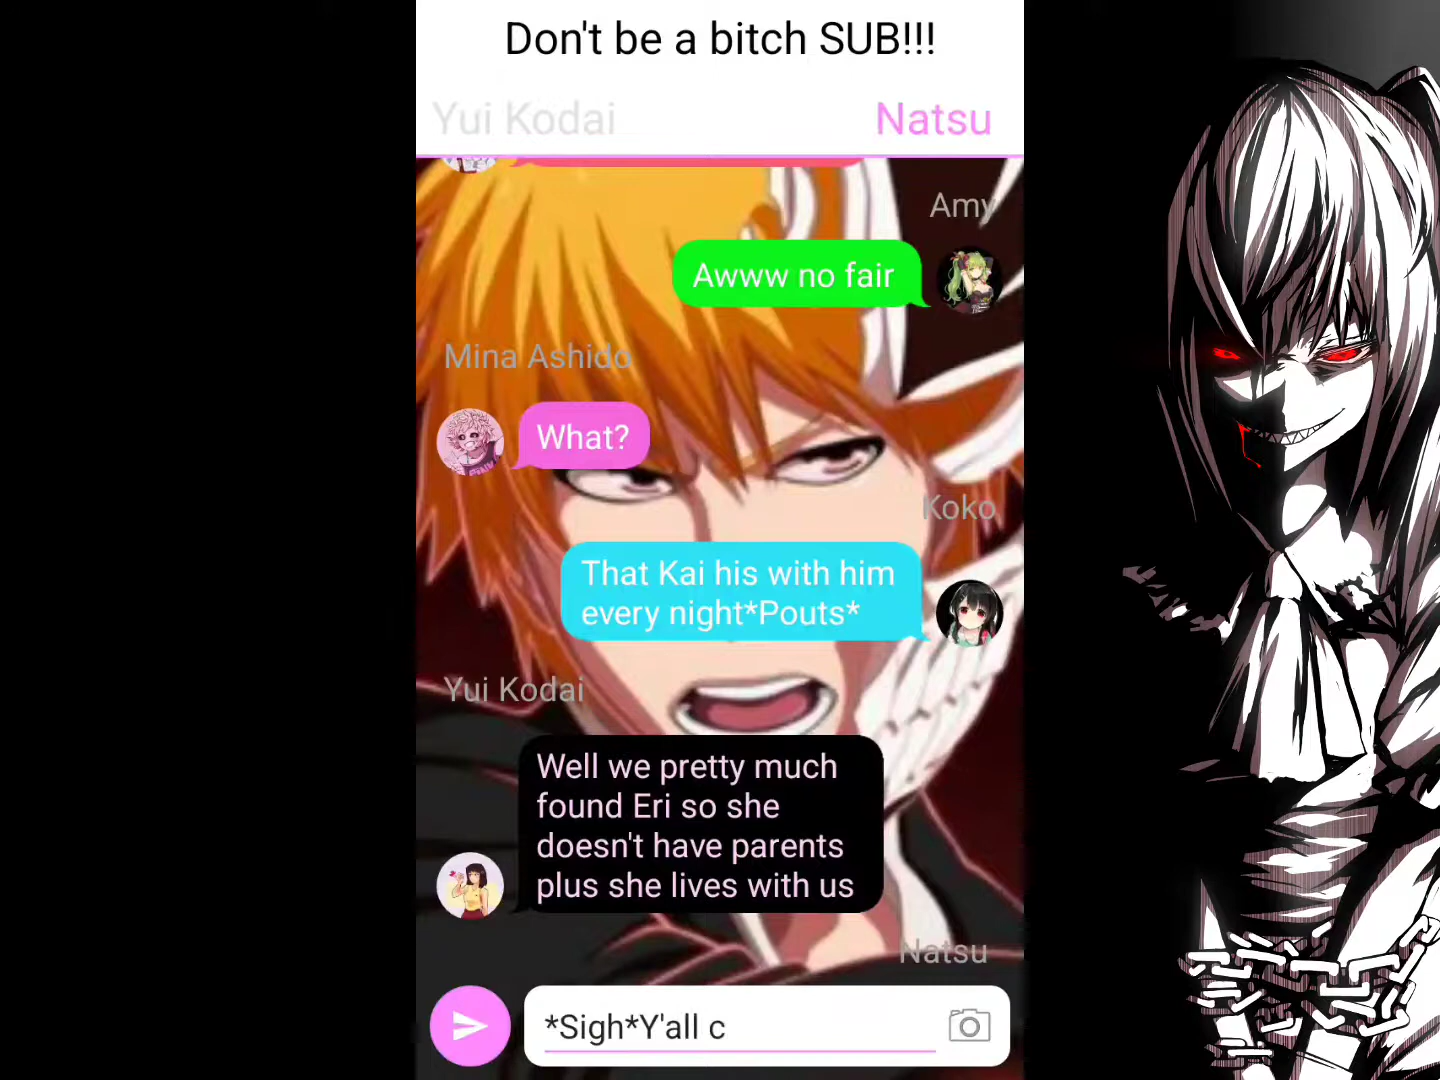 Don't be a bitch SUB!!!
Yui Kodai
Natsu
Amy
Awww no fair
Mina Ashido
What?
Koko
That Kai his with him
every night*Pouts*
Yui Kodai
Well we pretty much
found Eri so she
doesn't have parents
plus she lives with us
Natsu
*Sigh*Y'all c